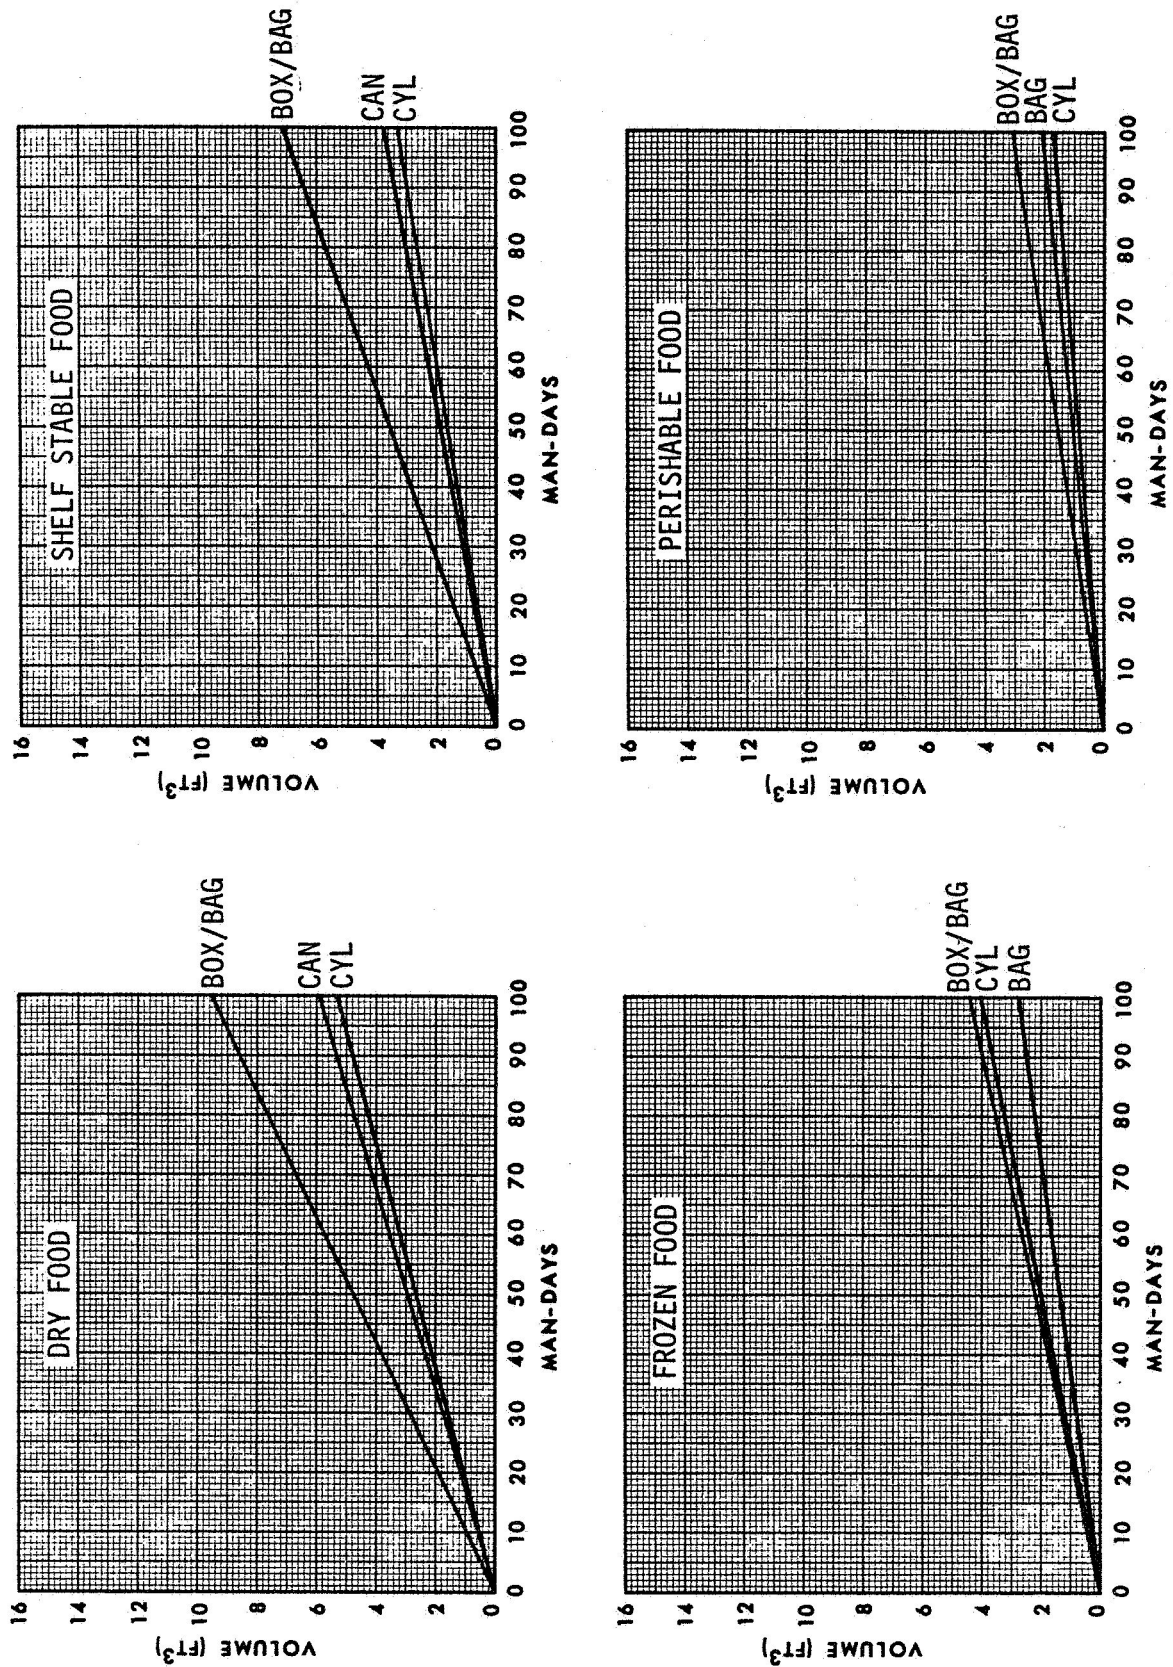 DRY FOOD
VOLUME (FT3)
16
14
12
10
8
6
4
2
0
0 10 20 30 40 50 60 70 80 90 100
MAN-DAYS
BOX/BAG
CAN
CYL
SHELF STABLE FOOD
VOLUME (FT3)
16
14
12
10
8
6
4
2
0
0 10 20 30 40 50 60 70 80 90 100
MAN-DAYS
BOX/BAG
CAN
CYL
FROZEN FOOD
VOLUME (FT3)
16
14
12
10
8
6
4
2
0
0 10 20 30 40 50 60 70 80 90 100
MAN-DAYS
BOX/BAG
CYL
BAG
PERISHABLE FOOD
VOLUME (FT3)
16
14
12
10
8
6
4
2
0
0 10 20 30 40 50 60 70 80 90 100
MAN-DAYS
BOX/BAG
BAG
CYL